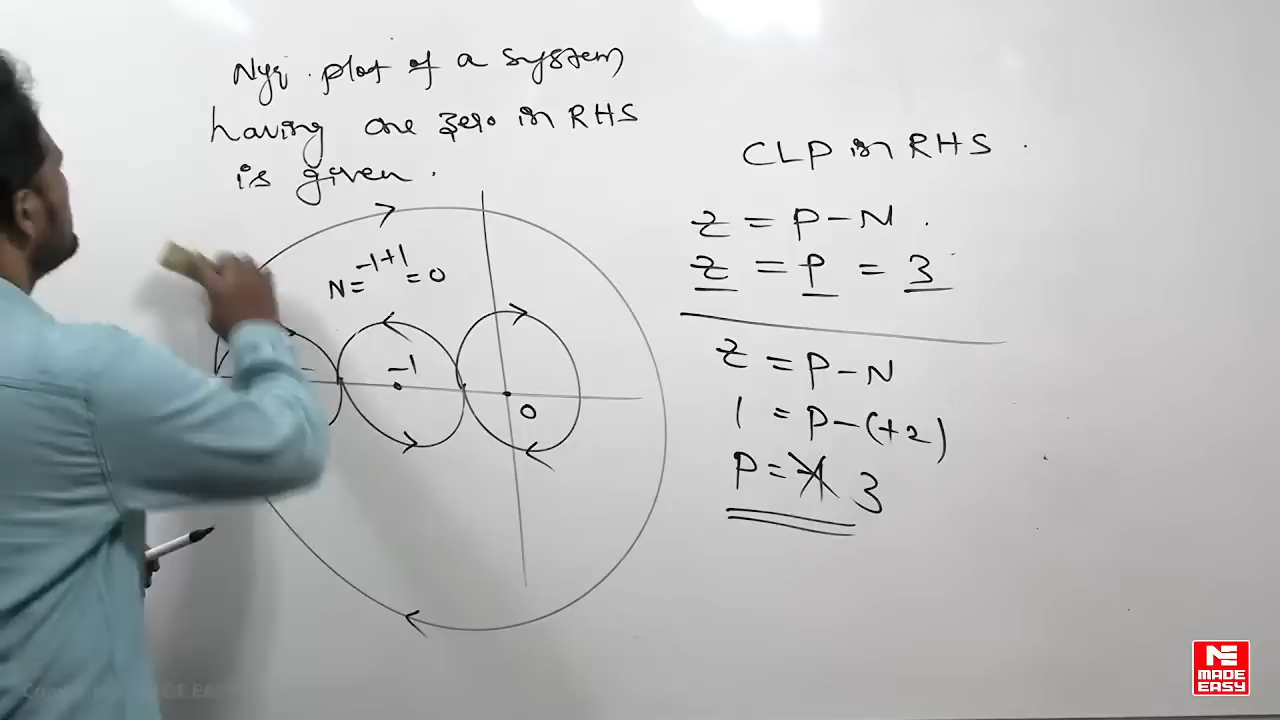 Nyq. plot of a system
having one zero in RHS
is given.
N = -1+1 = 0
-1
0
CLP in RHS.
Z = P - N.
Z = P = 3
Z = P - N
1 = P - (+2)
P = 3
NE
MADE
EASY